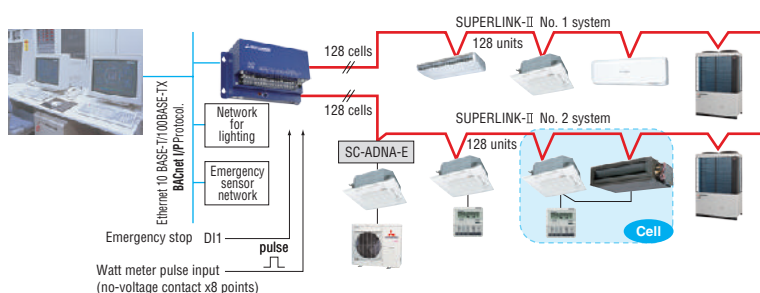 SUPERLINK-II No. 1 system
128 cells
128 units
128 cells
SUPERLINK-II No. 2 system
128 units
Ethernet 10 BASE-T/100BASE-TX
BACnet I/P Protocol.
Network
for
lighting
Emergency
sensor
network
SC-ADNA-E
Cell
Emergency stop DI1
pulse
Watt meter pulse input
(no-voltage contact x8 points)